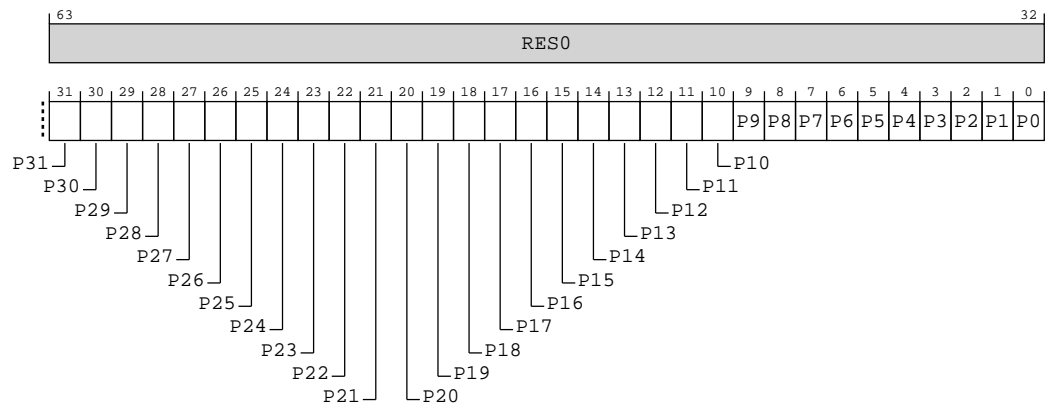 63 32
RES0
31 30 29 28 27 26 25 24 23 22 21 20 19 18 17 16 15 14 13 12 11 10 9 8 7 6 5 4 3 2 1 0
P9 P8 P7 P6 P5 P4 P3 P2 P1 P0
P31 P10
P30 P11
P29 P12
P28 P13
P27 P14
P26 P15
P25 P16
P24 P17
P23 P18
P22 P19
P21 P20